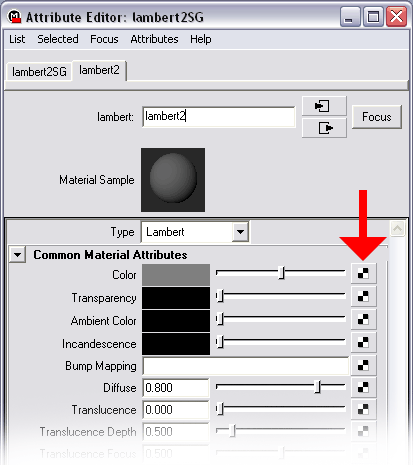 Attribute Editor: lambert2SG
List Selected Focus Attributes Help
lambert2SG lambert2
lambert: lambert2 Focus
Material Sample
Type Lambert
Common Material Attributes
Color
Transparency
Ambient Color
Incandescence
Bump Mapping
Diffuse 0.800
Translucence 0.000
Translucence Depth 0.500
Translucence Focus 0.500